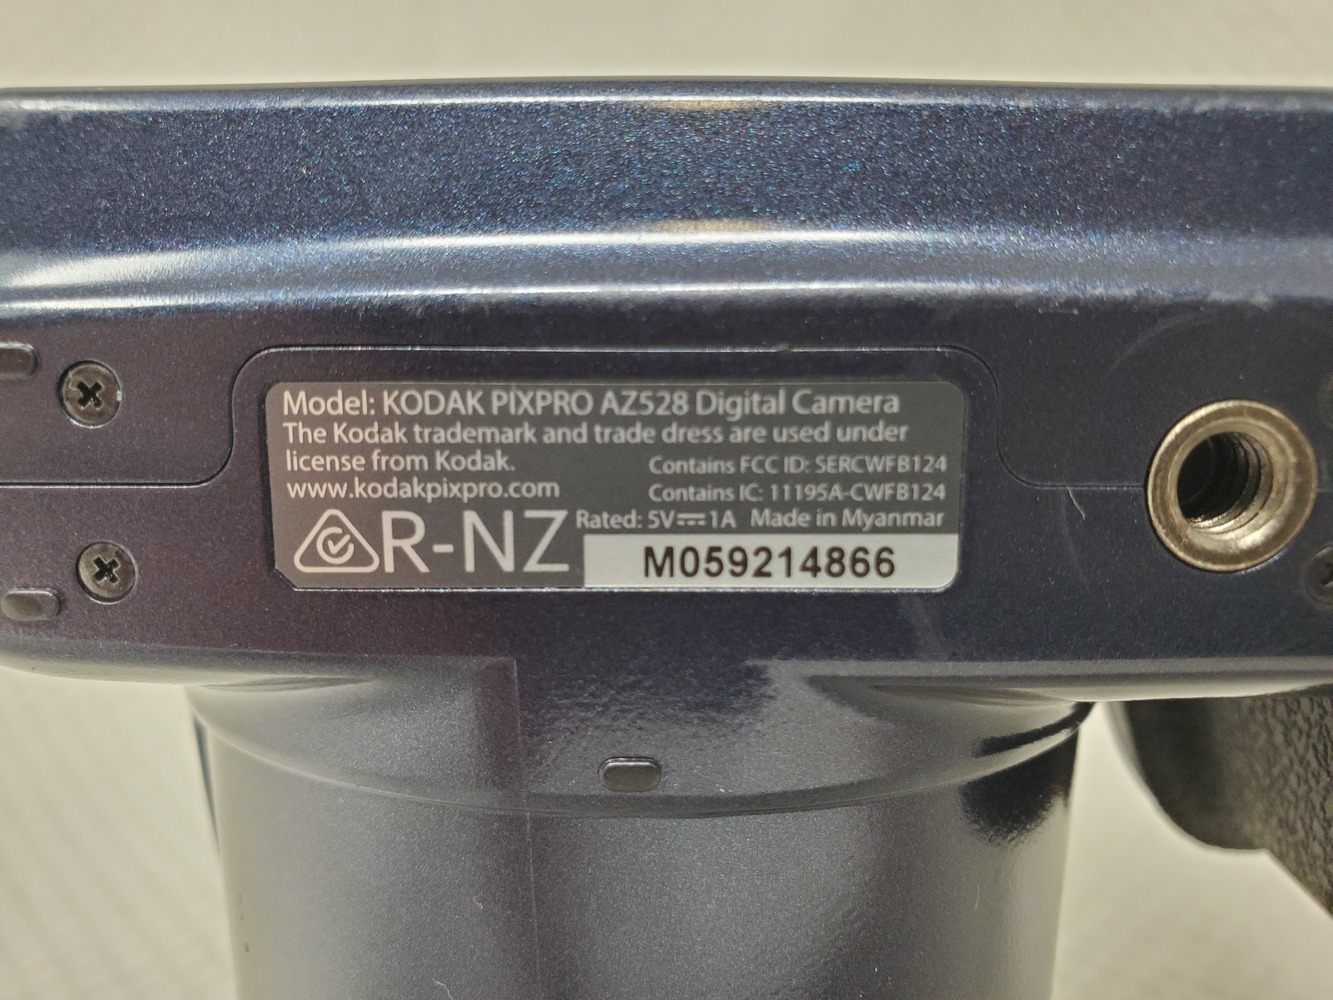 Model: KODAK PIXPRO AZ528 Digital Camera
The Kodak trademark and trade dress are used under
license from Kodak.
Contains FCC ID: SERCWFB124
www.kodakpixpro.com
Contains IC: 11195A-CWFB124
Rated: 5V⎓1A Made in Myanmar
R-NZ
M059214866